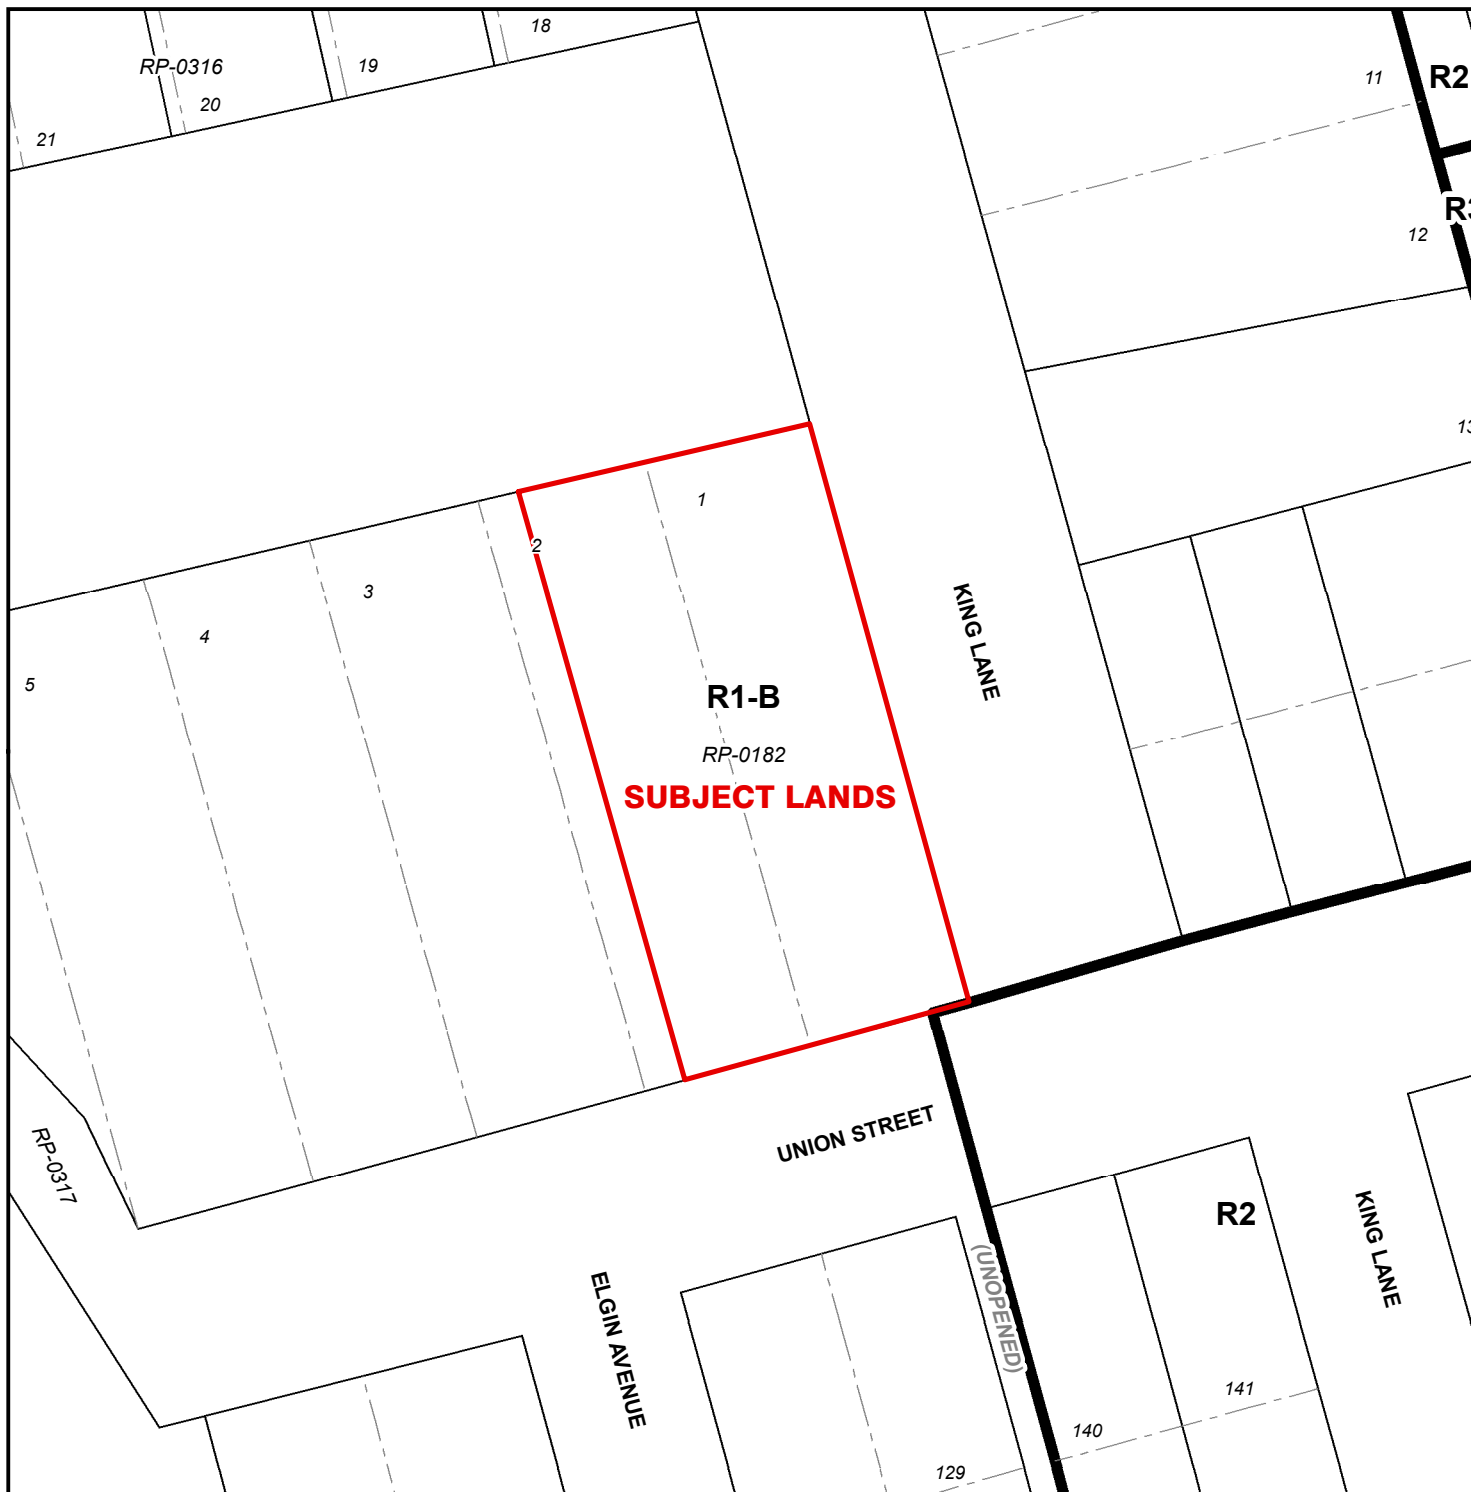 18
RP-0316
19
11
R2
20
21
12
13
1
2
3
4
5
KING LANE
R1-B
RP-0182
SUBJECT LANDS
UNION STREET
RP-0317
R2
KING LANE
(UNOPENED)
ELGIN AVENUE
141
140
129